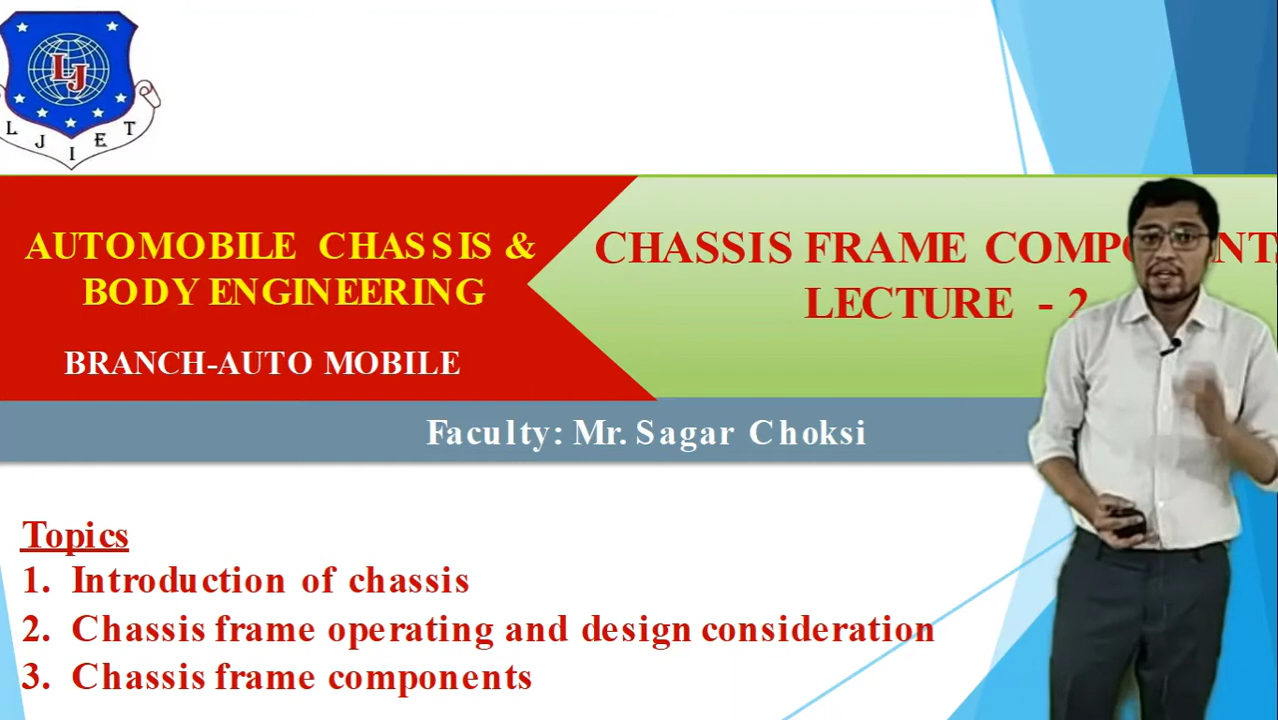 LJ
L J I E T
AUTOMOBILE CHASSIS &
BODY ENGINEERING
BRANCH-AUTO MOBILE
CHASSIS FRAME
LECTURE - 2
Faculty: Mr. Sagar Choksi
Topics
1. Introduction of chassis
2. Chassis frame operating and design consideration
3. Chassis frame components